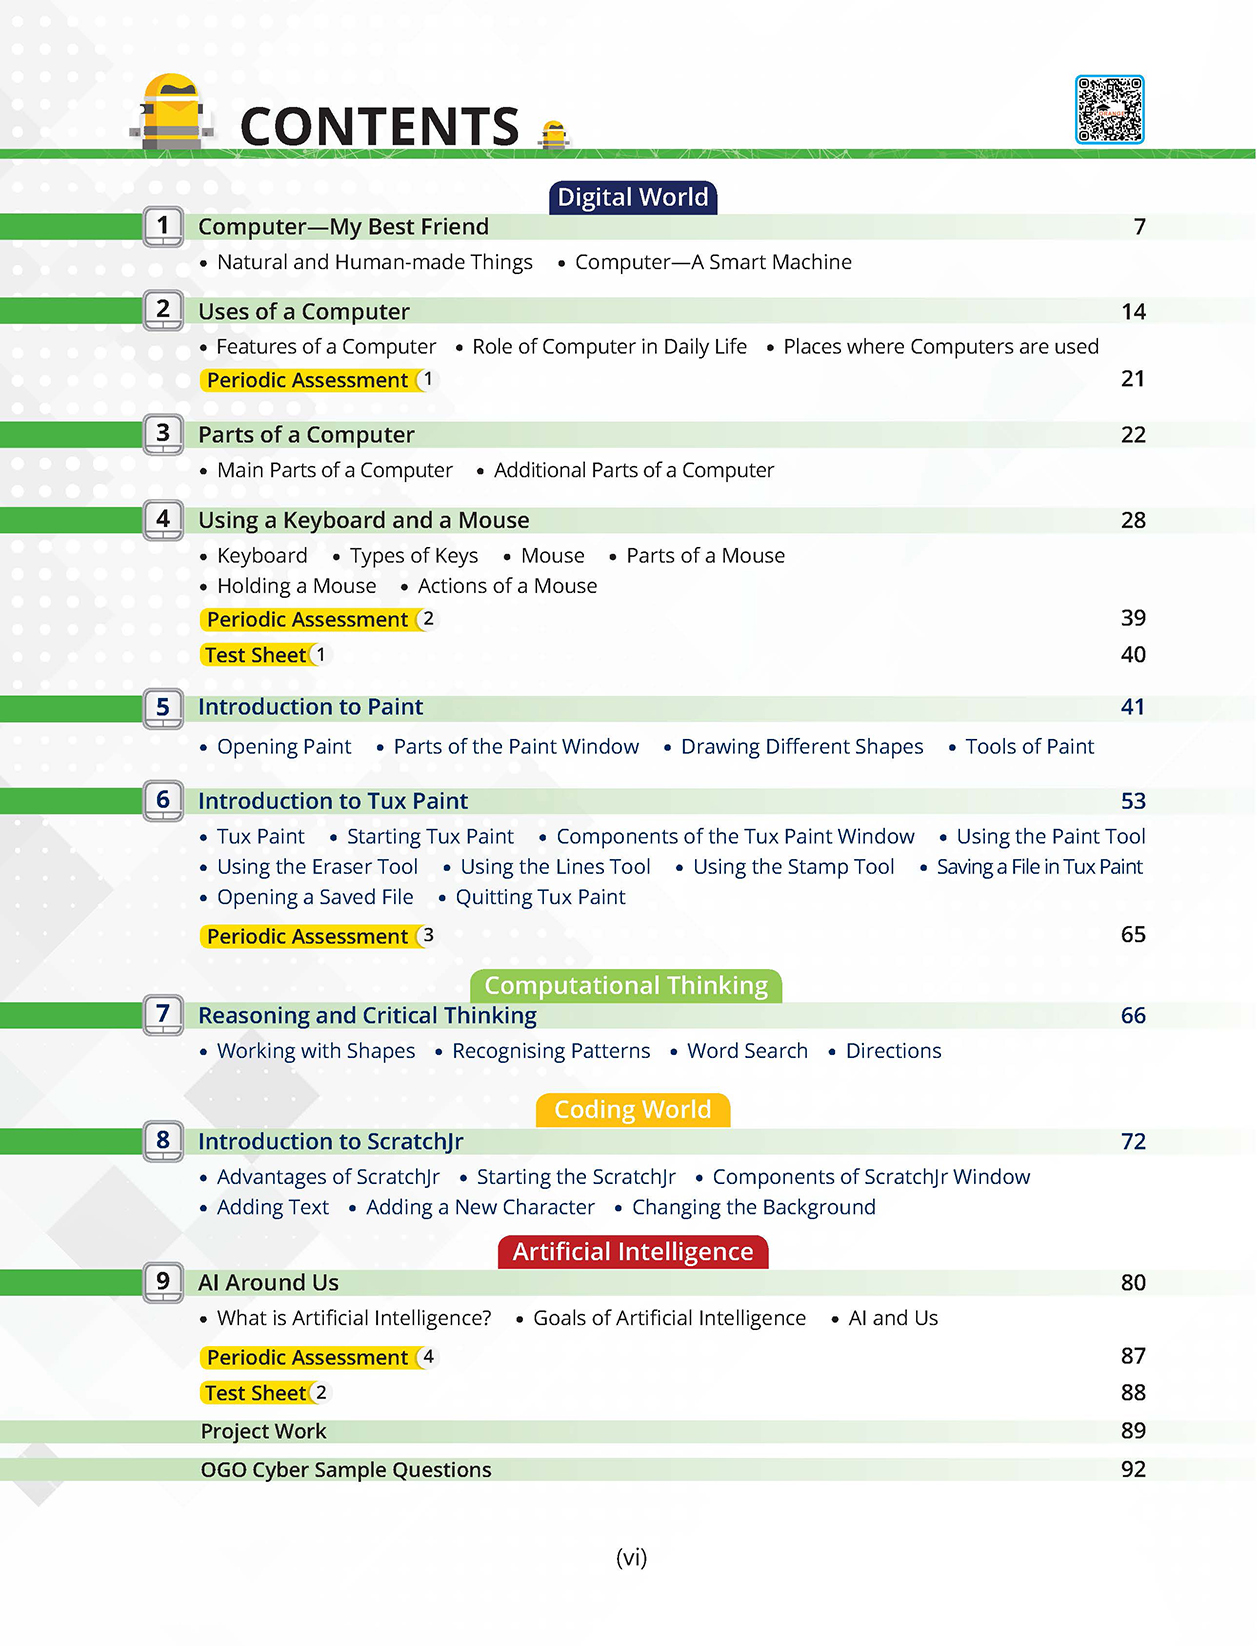 CONTENTS
Digital World
1 Computer—My Best Friend 7
• Natural and Human-made Things • Computer—A Smart Machine
2 Uses of a Computer 14
• Features of a Computer • Role of Computer in Daily Life • Places where Computers are used
Periodic Assessment 1 21
3 Parts of a Computer 22
• Main Parts of a Computer • Additional Parts of a Computer
4 Using a Keyboard and a Mouse 28
• Keyboard • Types of Keys • Mouse • Parts of a Mouse
• Holding a Mouse • Actions of a Mouse
Periodic Assessment 2 39
Test Sheet 1 40
5 Introduction to Paint 41
• Opening Paint • Parts of the Paint Window • Drawing Different Shapes • Tools of Paint
6 Introduction to Tux Paint 53
• Tux Paint • Starting Tux Paint • Components of the Tux Paint Window • Using the Paint Tool
• Using the Eraser Tool • Using the Lines Tool • Using the Stamp Tool • Saving a File in Tux Paint
• Opening a Saved File • Quitting Tux Paint
Periodic Assessment 3 65
Computational Thinking
7 Reasoning and Critical Thinking 66
• Working with Shapes • Recognising Patterns • Word Search • Directions
Coding World
8 Introduction to ScratchJr 72
• Advantages of ScratchJr • Starting the ScratchJr • Components of ScratchJr Window
• Adding Text • Adding a New Character • Changing the Background
Artificial Intelligence
9 AI Around Us 80
• What is Artificial Intelligence? • Goals of Artificial Intelligence • AI and Us
Periodic Assessment 4 87
Test Sheet 2 88
Project Work 89
OGO Cyber Sample Questions 92
(vi)